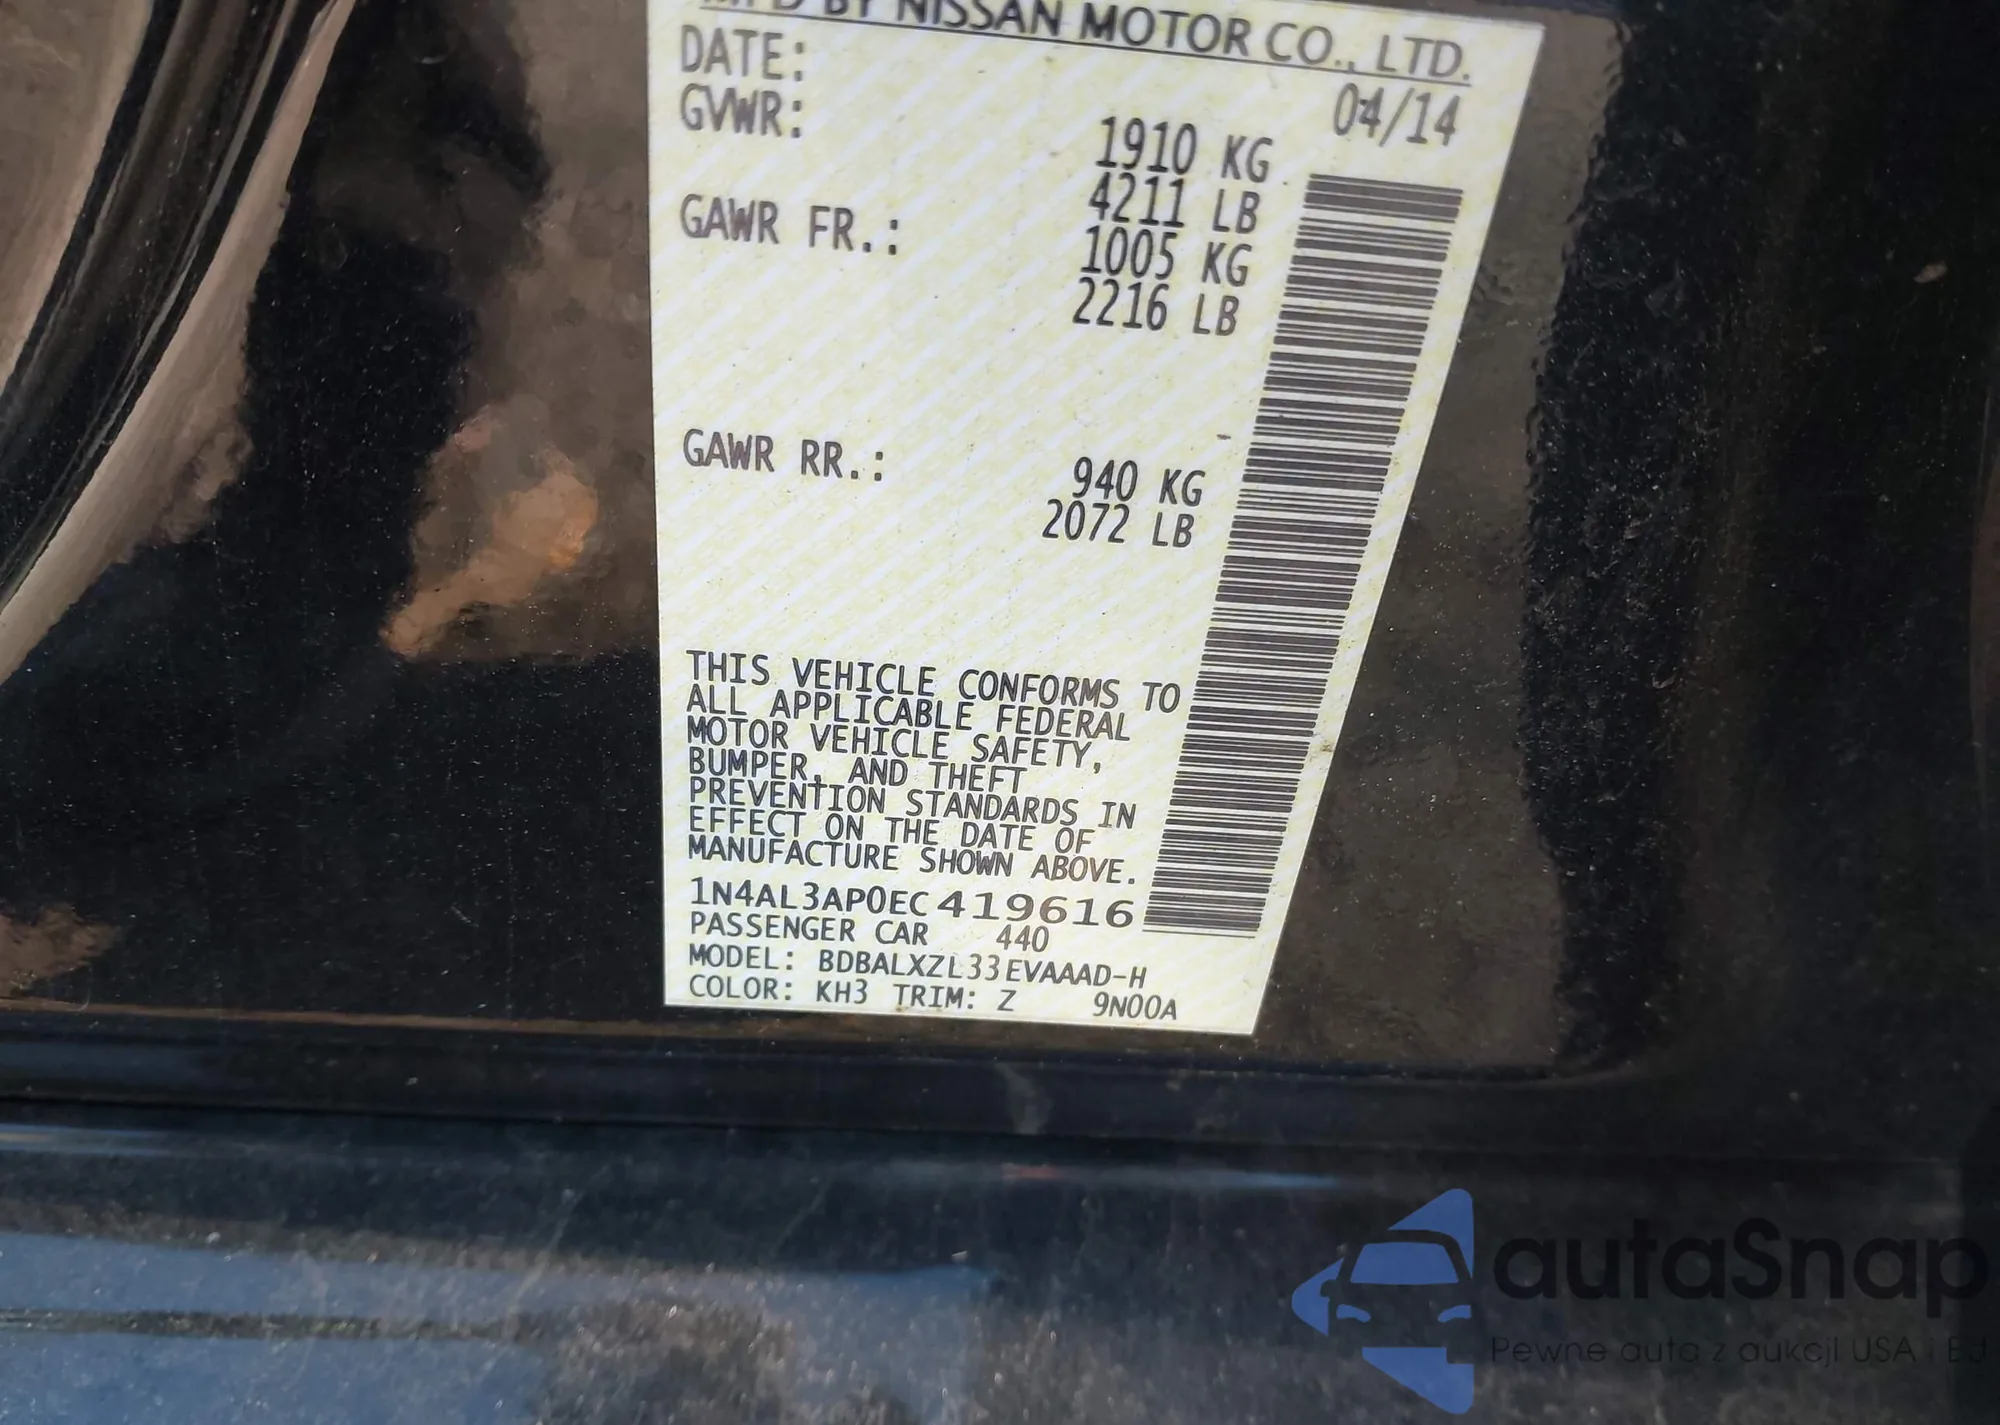 MFD BY NISSAN MOTOR CO., LTD.
DATE: 04/14
GVWR: 1910 KG
4211 LB
GAWR FR.: 1005 KG
2216 LB
GAWR RR.: 940 KG
2072 LB
THIS VEHICLE CONFORMS TO
ALL APPLICABLE FEDERAL
MOTOR VEHICLE SAFETY,
BUMPER, AND THEFT
PREVENTION STANDARDS IN
EFFECT ON THE DATE OF
MANUFACTURE SHOWN ABOVE.
1N4AL3AP0EC419616
PASSENGER CAR 440
MODEL: BDBALXZL33EVAAAD-H
COLOR: KH3 TRIM: Z 9N00A
autaSnap
Pewne auta z aukcji USA i EU